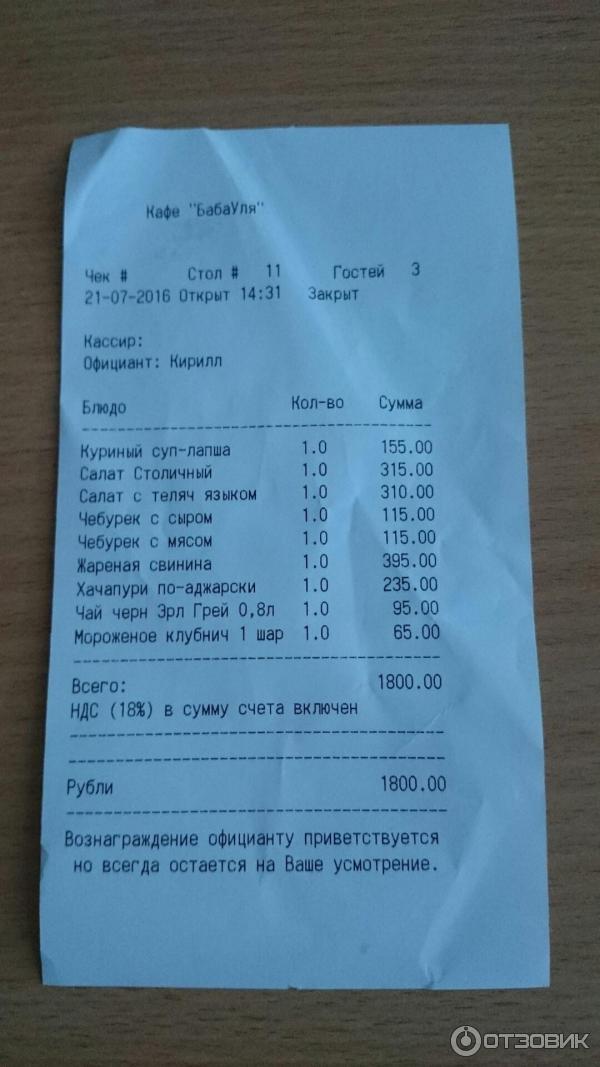 Кафе "БабаУля"
Чек # Стол # 11 Гостей 3
21-07-2016 Открыт 14:31 Закрыт
Кассир:
Официант: Кирилл
Блюдо Кол-во Сумма
Куриный суп-лапша 1.0 155.00
Салат Столичный 1.0 315.00
Салат с теляч языком 1.0 310.00
Чебурек с сыром 1.0 115.00
Чебурек с мясом 1.0 115.00
Жареная свинина 1.0 395.00
Хачапури по-аджарски 1.0 235.00
Чай черн Эрл Грей 0,8л 1.0 95.00
Мороженое клубнич 1 шар 1.0 65.00
Всего: 1800.00
НДС (18%) в сумму счета включен
Рубли 1800.00
Вознаграждение официанту приветствуется
но всегда остается на Ваше усмотрение.
ОТЗОВИК